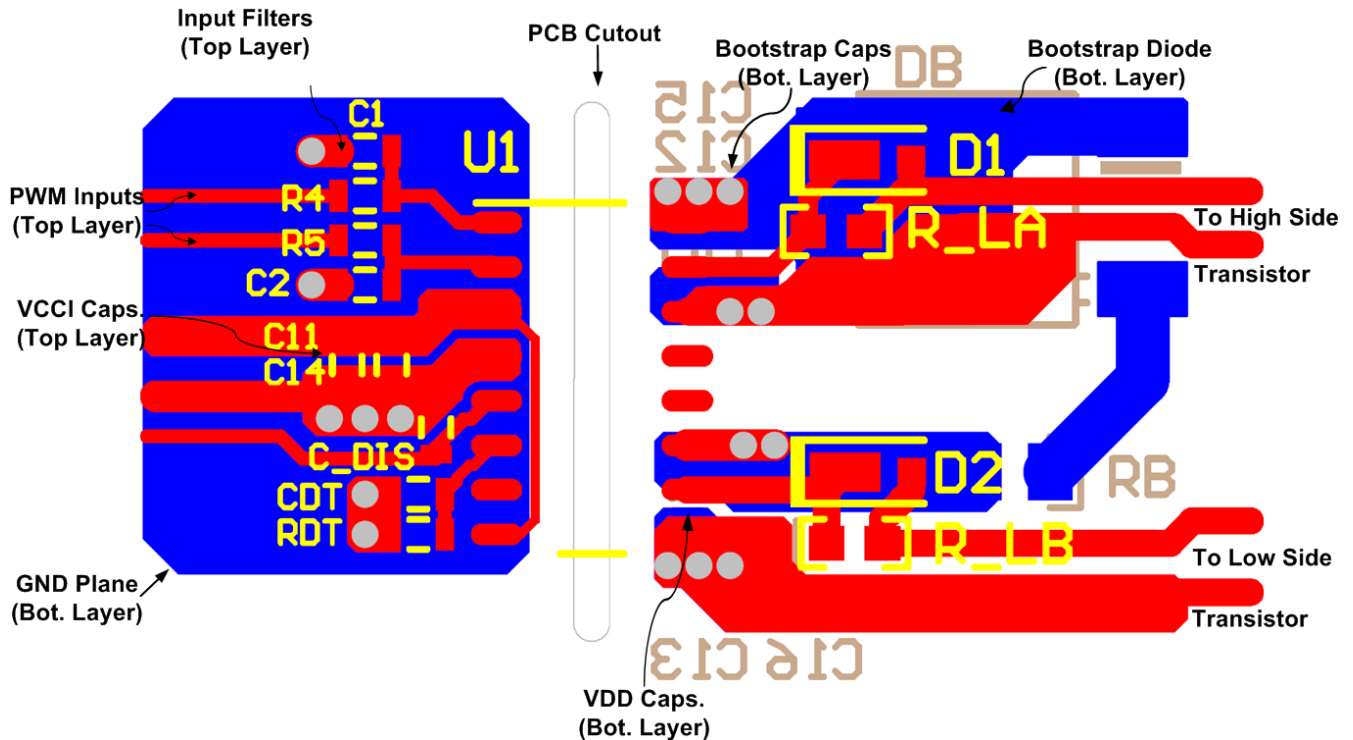 Input Filters
(Top Layer)
PCB Cutout
Bootstrap Caps
(Bot. Layer)
Bootstrap Diode
(Bot. Layer)
DB
C15
C12
C1
U1
D1
PWM Inputs
(Top Layer)
R4
R5
R_LA
To High Side
Transistor
C2
VCCI Caps.
(Top Layer)
C11
C14
C_DIS
CDT
RDT
D2
RB
R_LB
To Low Side
Transistor
GND Plane
(Bot. Layer)
C13
C16
VDD Caps.
(Bot. Layer)